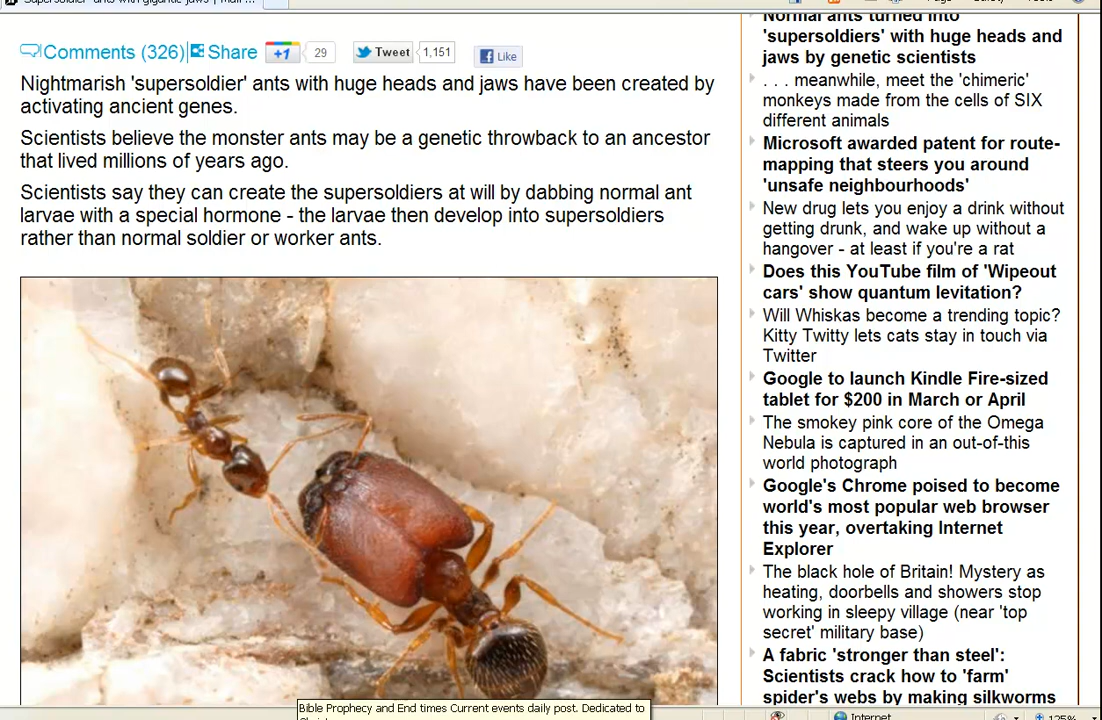 'Supersoldier' ants with gigantic jaws | Mail ...
Comments (326) Share +1 29 Tweet 1,151 Like
Nightmarish 'supersoldier' ants with huge heads and jaws have been created by
activating ancient genes.
Scientists believe the monster ants may be a genetic throwback to an ancestor
that lived millions of years ago.
Scientists say they can create the supersoldiers at will by dabbing normal ant
larvae with a special hormone - the larvae then develop into supersoldiers
rather than normal soldier or worker ants.
Normal ants turned into
'supersoldiers' with huge heads and
jaws by genetic scientists
. . . meanwhile, meet the 'chimeric'
monkeys made from the cells of SIX
different animals
Microsoft awarded patent for route-
mapping that steers you around
'unsafe neighbourhoods'
New drug lets you enjoy a drink without
getting drunk, and wake up without a
hangover - at least if you're a rat
Does this YouTube film of 'Wipeout
cars' show quantum levitation?
Will Whiskas become a trending topic?
Kitty Twitty lets cats stay in touch via
Twitter
Google to launch Kindle Fire-sized
tablet for $200 in March or April
The smokey pink core of the Omega
Nebula is captured in an out-of-this
world photograph
Google's Chrome poised to become
world's most popular web browser
this year, overtaking Internet
Explorer
The black hole of Britain! Mystery as
heating, doorbells and showers stop
working in sleepy village (near 'top
secret' military base)
A fabric 'stronger than steel':
Scientists crack how to 'farm'
spider's webs by making silkworms
Bible Prophecy and End times Current events daily post. Dedicated to
Internet
125%